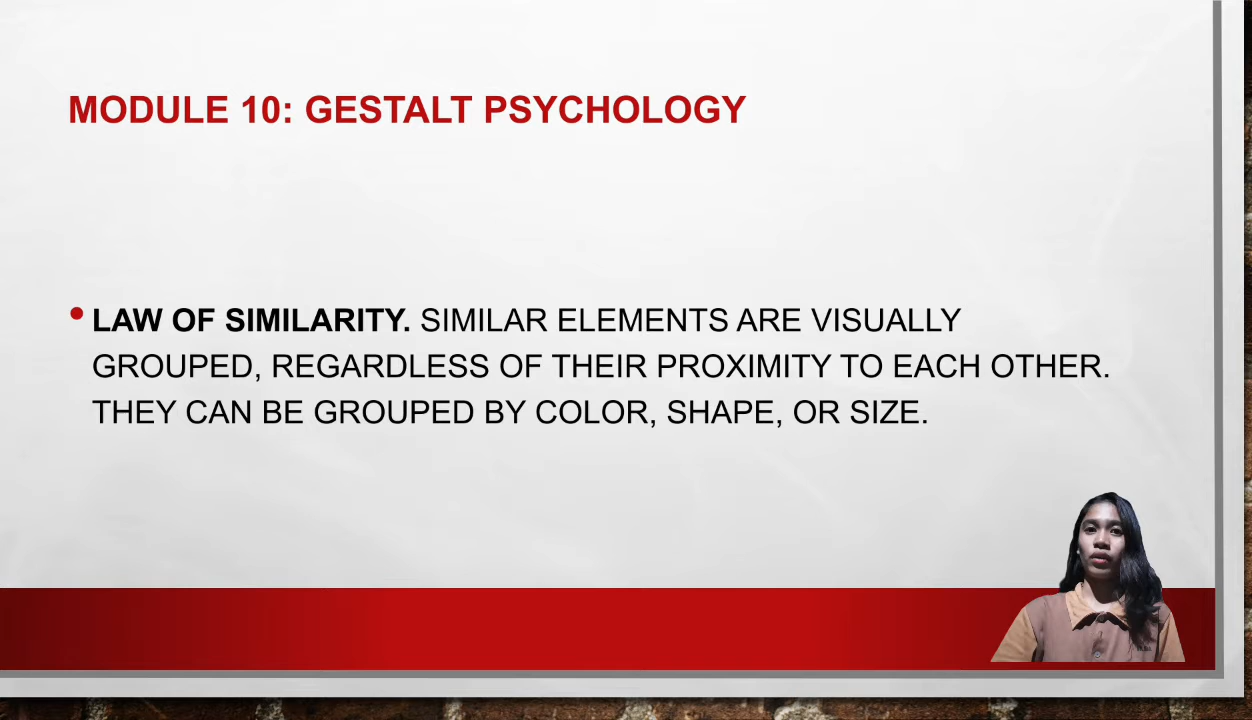 MODULE 10: GESTALT PSYCHOLOGY
• LAW OF SIMILARITY. SIMILAR ELEMENTS ARE VISUALLY
GROUPED, REGARDLESS OF THEIR PROXIMITY TO EACH OTHER.
THEY CAN BE GROUPED BY COLOR, SHAPE, OR SIZE.